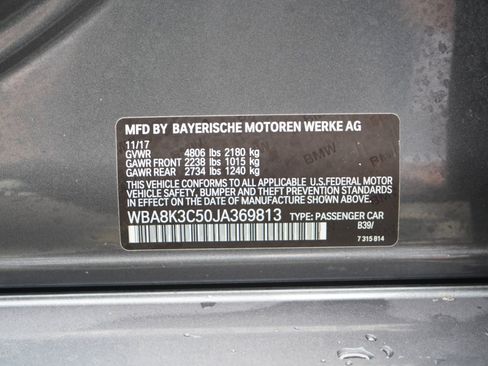 MFD BY BAYERISCHE MOTOREN WERKE AG
11/17
GVWR 4806 lbs 2180 kg
GAWR FRONT 2238 lbs 1015 kg
GAWR REAR 2734 lbs 1240 kg
THIS VEHICLE CONFORMS TO ALL APPLICABLE U.S.FEDERAL MOTOR
VEHICLE SAFETY, BUMPER AND THEFT PREVENTION STANDARDS
IN EFFECT ON THE DATE OF MANUFACTURE SHOWN ABOVE.
WBA8K3C50JA369813 TYPE: PASSENGER CAR
B39/
7 315 814
BMW